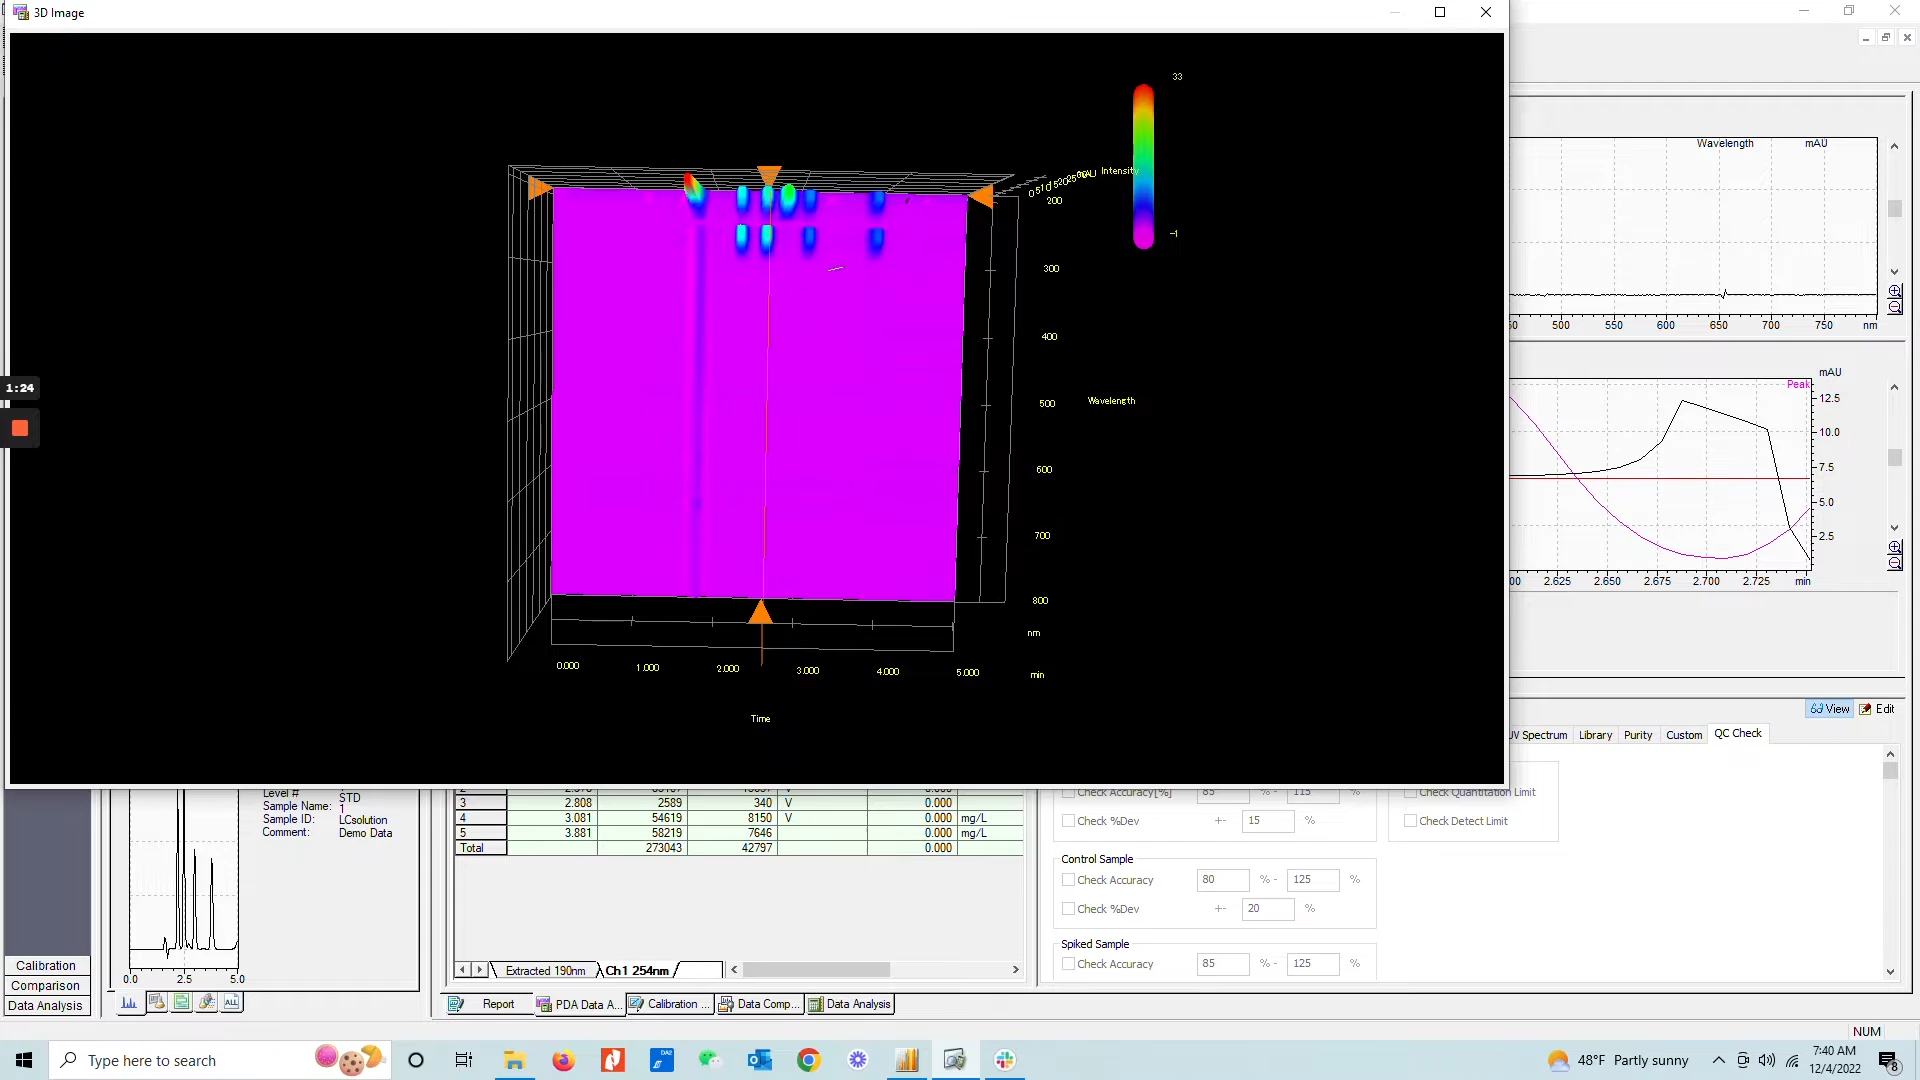 3D Image
33
Intensity
-1
200
300
400
500
600
700
800
nm
Wavelength
0.000
1.000
2.000
3.000
4.000
5.000
min
Time
1:24
Wavelength
mAU
500
550
600
650
700
750
nm
mAU
Peak
12.5
10.0
7.5
5.0
2.5
2.625
2.650
2.675
2.700
2.725
min
View
Edit
UV Spectrum
Library
Purity
Custom
QC Check
Level #
STD
Sample Name:
1
Sample ID:
LCsolution
Comment:
Demo Data
0.0
2.5
5.0
3 2.808 2589 340 V 0.000
4 3.081 54619 8150 V 0.000 mg/L
5 3.881 58219 7646 0.000 mg/L
Total 273043 42797 0.000
Extracted 190nm
Ch1 254nm
Check Accuracy[%] 85 % - 115 %
Check %Dev +- 15 %
Check Quantitation Limit
Check Detect Limit
Control Sample
Check Accuracy 80 % - 125 %
Check %Dev +- 20 %
Spiked Sample
Check Accuracy 85 % - 125 %
Calibration
Comparison
Data Analysis
ALL
Report
PDA Data A...
Calibration ...
Data Comp...
Data Analysis
NUM
Type here to search
DA2
48°F Partly sunny
7:40 AM
12/4/2022
8